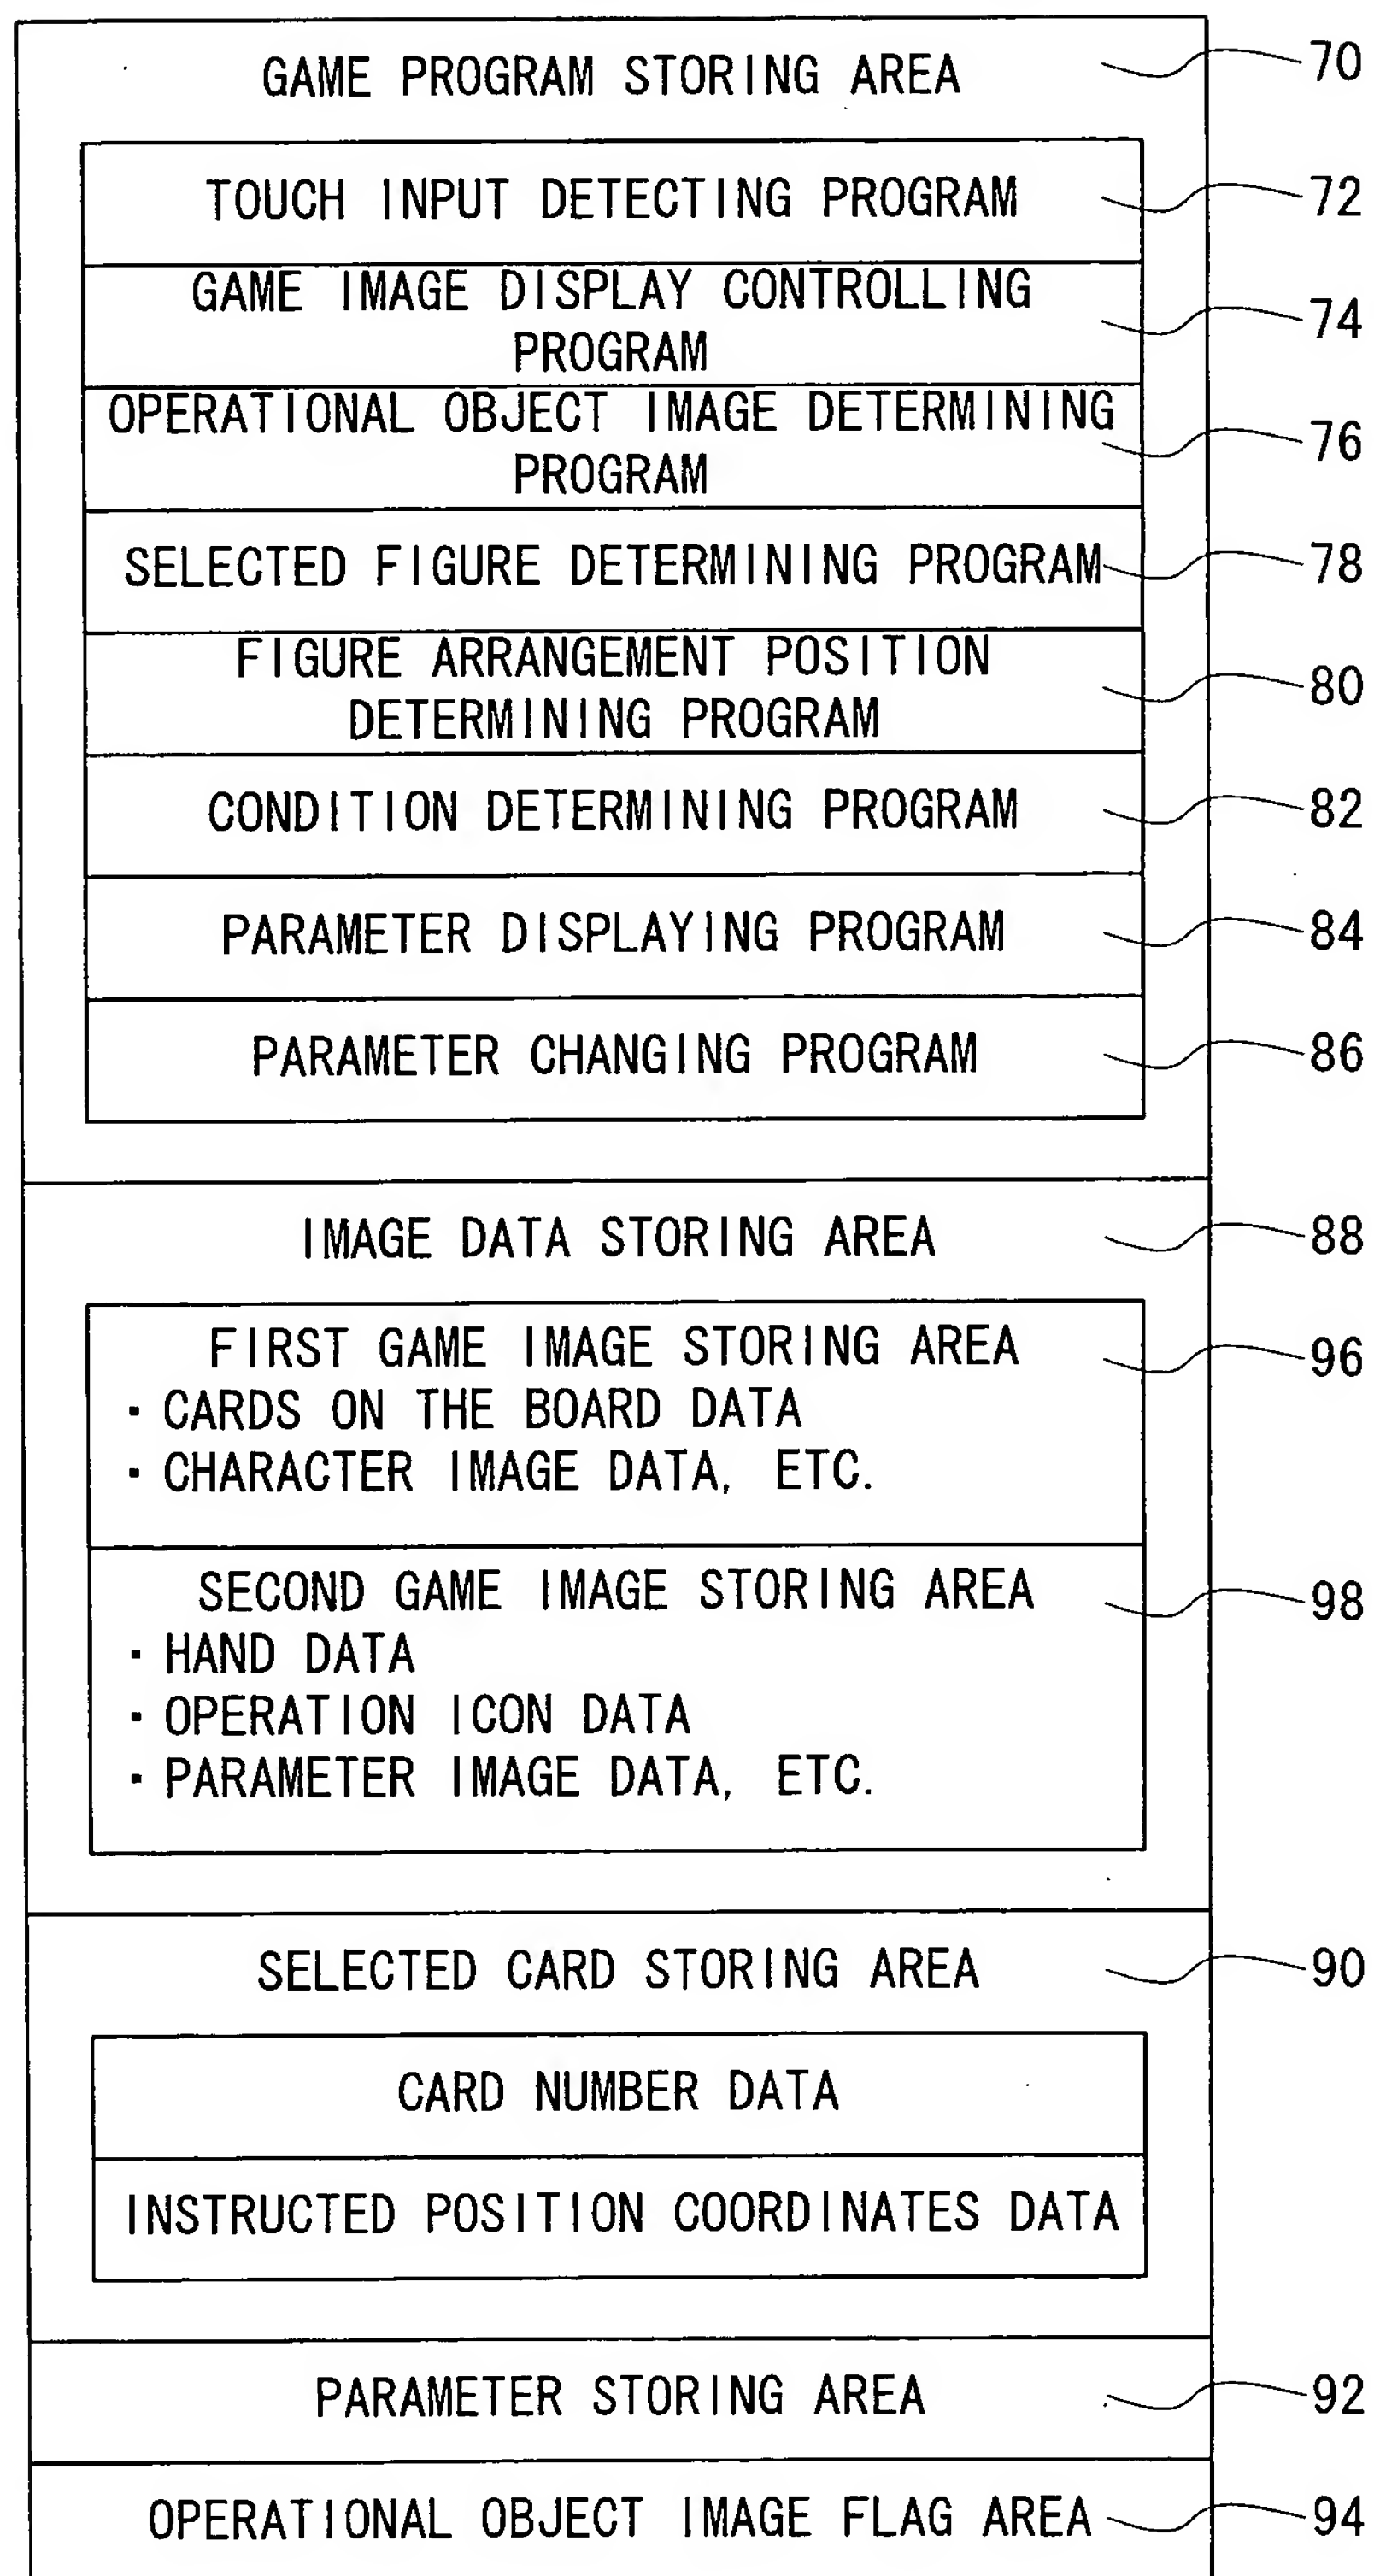 GAME PROGRAM STORING AREA 70
TOUCH INPUT DETECTING PROGRAM 72
GAME IMAGE DISPLAY CONTROLLING
PROGRAM 74
OPERATIONAL OBJECT IMAGE DETERMINING
PROGRAM 76
SELECTED FIGURE DETERMINING PROGRAM 78
FIGURE ARRANGEMENT POSITION
DETERMINING PROGRAM 80
CONDITION DETERMINING PROGRAM 82
PARAMETER DISPLAYING PROGRAM 84
PARAMETER CHANGING PROGRAM 86
IMAGE DATA STORING AREA 88
FIRST GAME IMAGE STORING AREA 96
· CARDS ON THE BOARD DATA
· CHARACTER IMAGE DATA, ETC.
SECOND GAME IMAGE STORING AREA 98
· HAND DATA
· OPERATION ICON DATA
· PARAMETER IMAGE DATA, ETC.
SELECTED CARD STORING AREA 90
CARD NUMBER DATA
INSTRUCTED POSITION COORDINATES DATA
PARAMETER STORING AREA 92
OPERATIONAL OBJECT IMAGE FLAG AREA 94